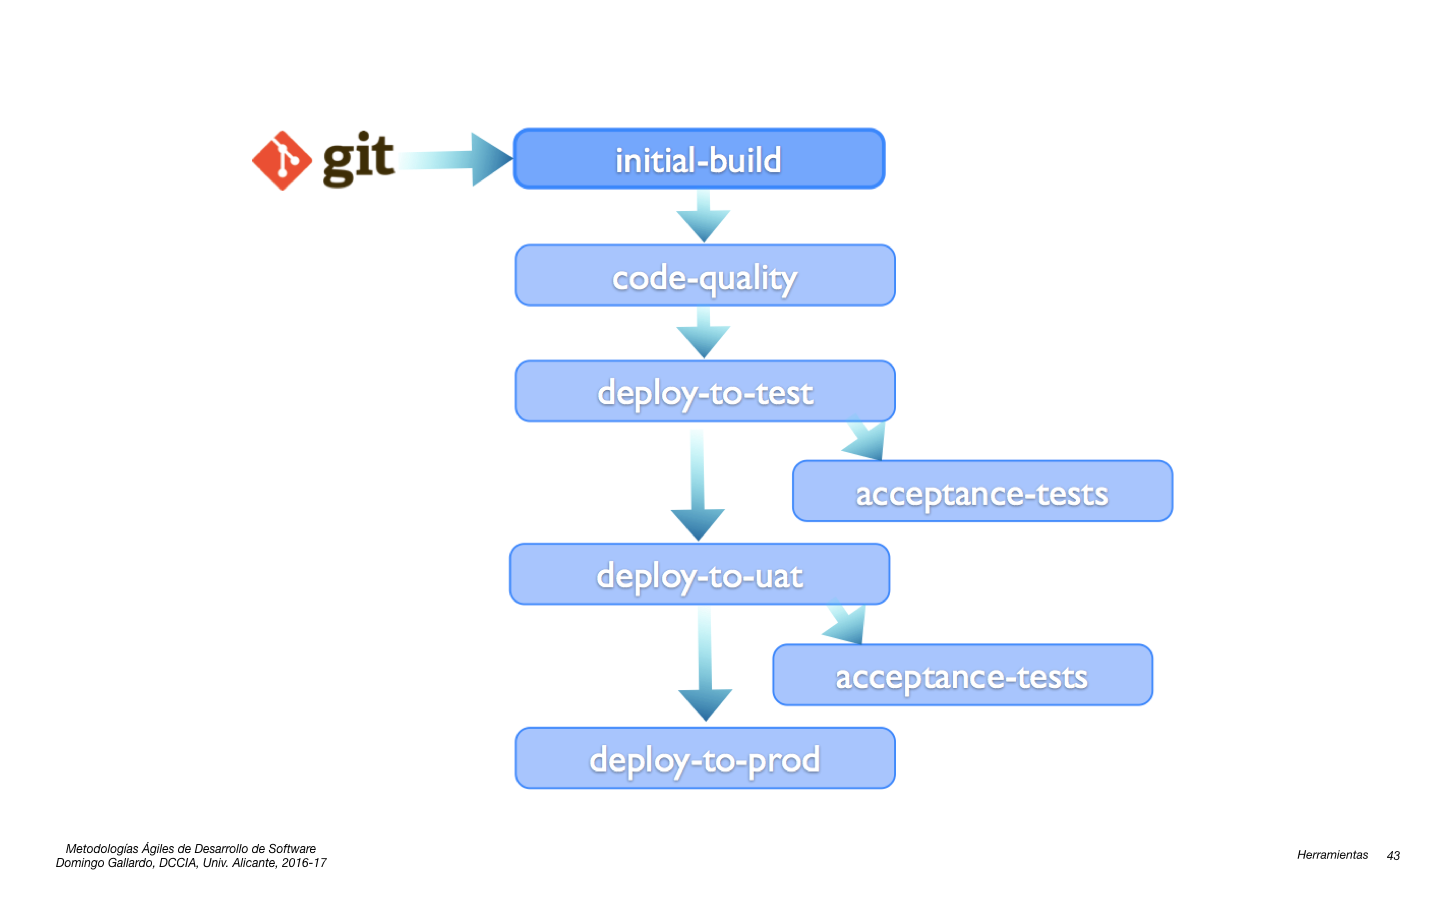 git
initial-build
code-quality
deploy-to-test
acceptance-tests
deploy-to-uat
acceptance-tests
deploy-to-prod
Metodologías Ágiles de Desarrollo de Software
Domingo Gallardo, DCCIA, Univ. Alicante, 2016-17
Herramientas 43